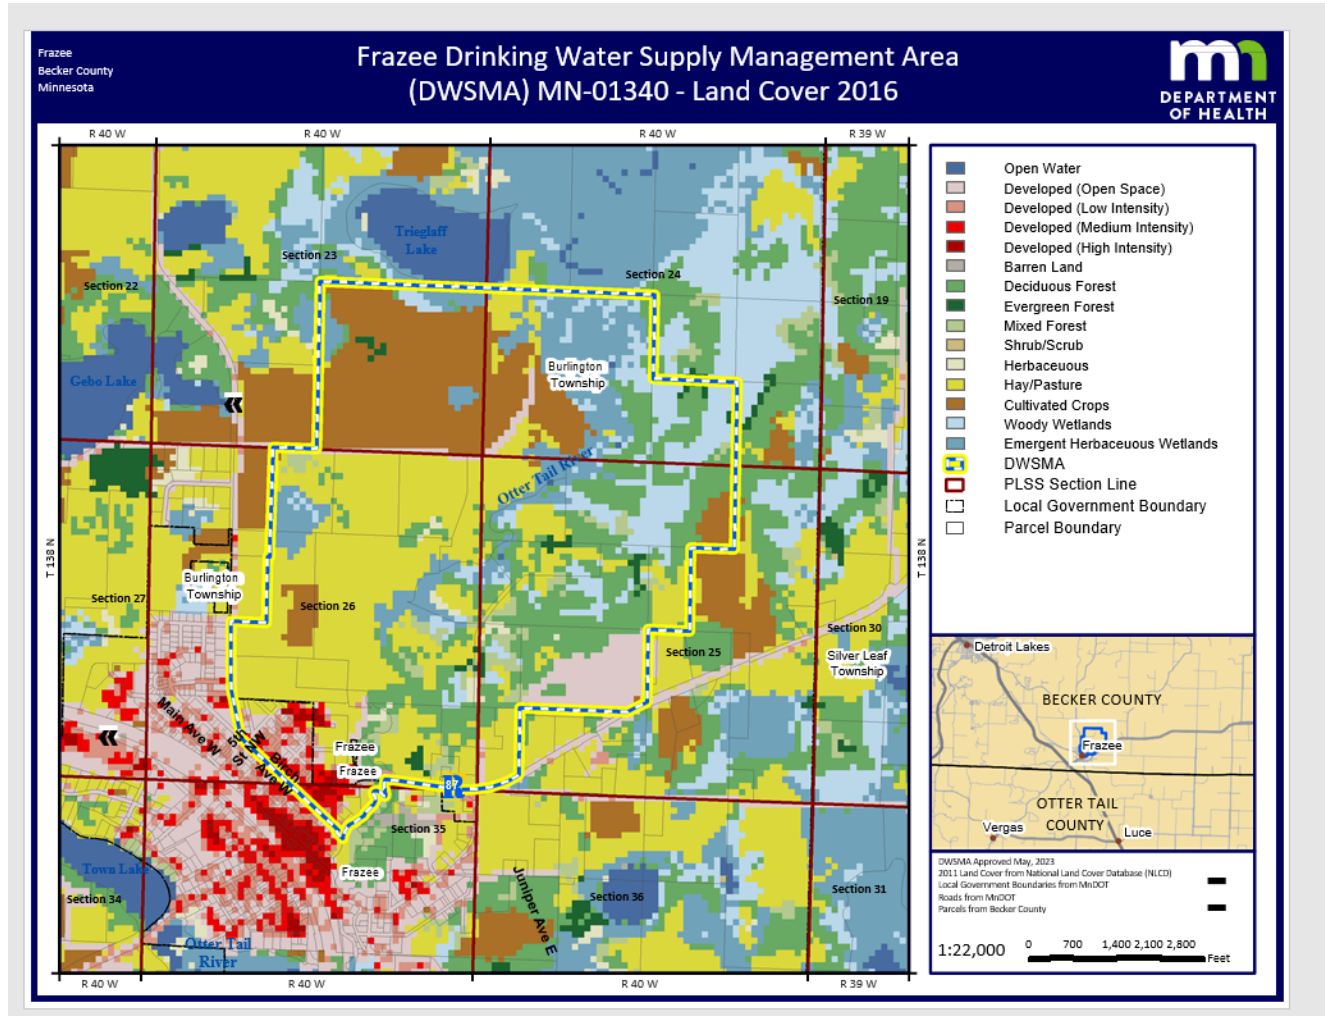 Frazee
Becker County
Minnesota
Frazee Drinking Water Supply Management Area
(DWSMA) MN-01340 - Land Cover 2016
DEPARTMENT
OF HEALTH
R 40 W
R 40 W
R 40 W
R 39 W
Trieglaff
Lake
Section 23
Section 24
Section 22
Section 19
Gebo Lake
Burlington
Township
Otter Tail River
T 138 N
T 138 N
Burlington
Township
Section 27
Section 26
Section 25
Section 30
Silver Leaf
Township
Main Ave W
Birch
Ave W
Frazee
Frazee
87
Section 35
Frazee
Town Lake
Section 34
Juniper Ave E
Section 36
Section 31
Otter Tail
River
R 40 W
R 40 W
R 40 W
R 39 W
Open Water
Developed (Open Space)
Developed (Low Intensity)
Developed (Medium Intensity)
Developed (High Intensity)
Barren Land
Deciduous Forest
Evergreen Forest
Mixed Forest
Shrub/Scrub
Herbaceuous
Hay/Pasture
Cultivated Crops
Woody Wetlands
Emergent Herbaceuous Wetlands
DWSMA
PLSS Section Line
Local Government Boundary
Parcel Boundary
Detroit Lakes
BECKER COUNTY
Frazee
OTTER TAIL
COUNTY
Vergas
Luce
DWSMA Approved May, 2023
2011 Land Cover from National Land Cover Database (NLCD)
Local Government Boundaries from MnDOT
Roads from MnDOT
Parcels from Becker County
1:22,000
0 700 1,400 2,100 2,800
Feet